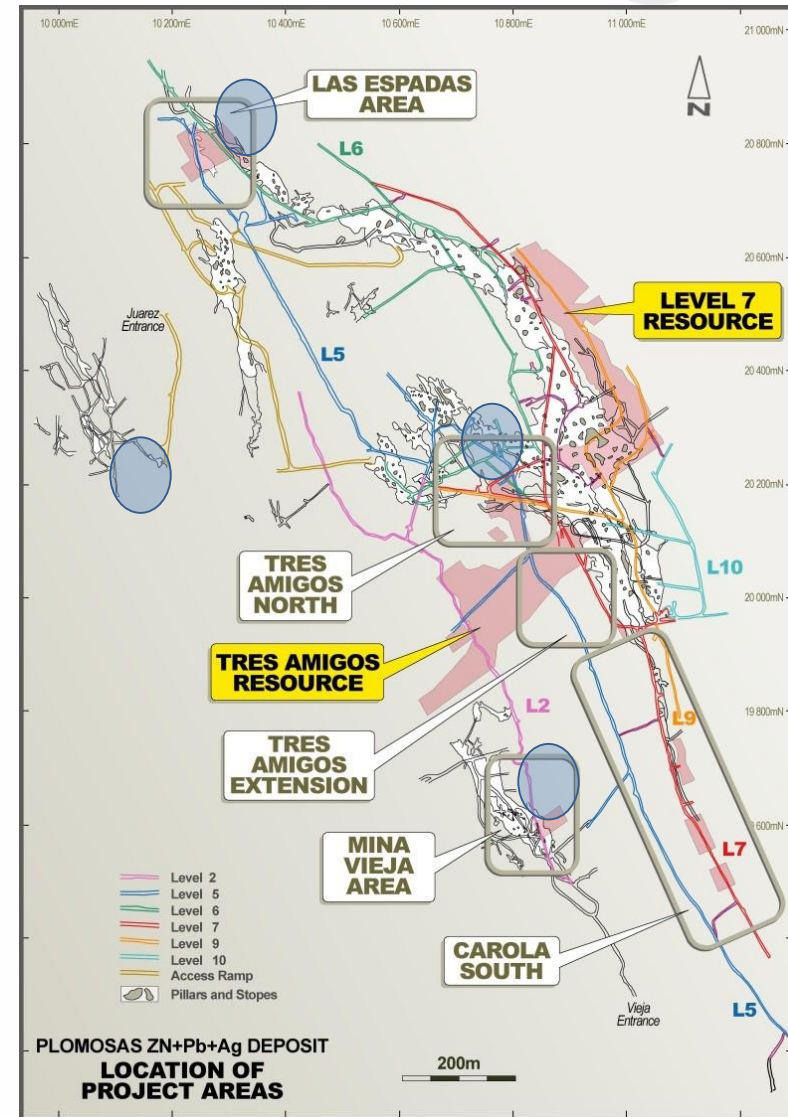 10 000mE
10 200mE
10 400mE
10 600mE
10 800mE
11 000mE
21 000mN
LAS ESPADAS
AREA
N
L6
20 800mN
20 600mN
LEVEL 7
RESOURCE
Juarez
Entrance
L5
20 400mN
20 200mN
TRES
AMIGOS
NORTH
L10
20 000mN
TRES AMIGOS
RESOURCE
L2
L9
19 800mN
TRES
AMIGOS
EXTENSION
600mN
MINA
VIEJA
AREA
L7
Level 2
Level 5
Level 6
Level 7
Level 9
Level 10
Access Ramp
Pillars and Stopes
CAROLA
SOUTH
Vieja
Entrance
L5
PLOMOSAS ZN+Pb+Ag DEPOSIT
LOCATION OF
PROJECT AREAS
200m